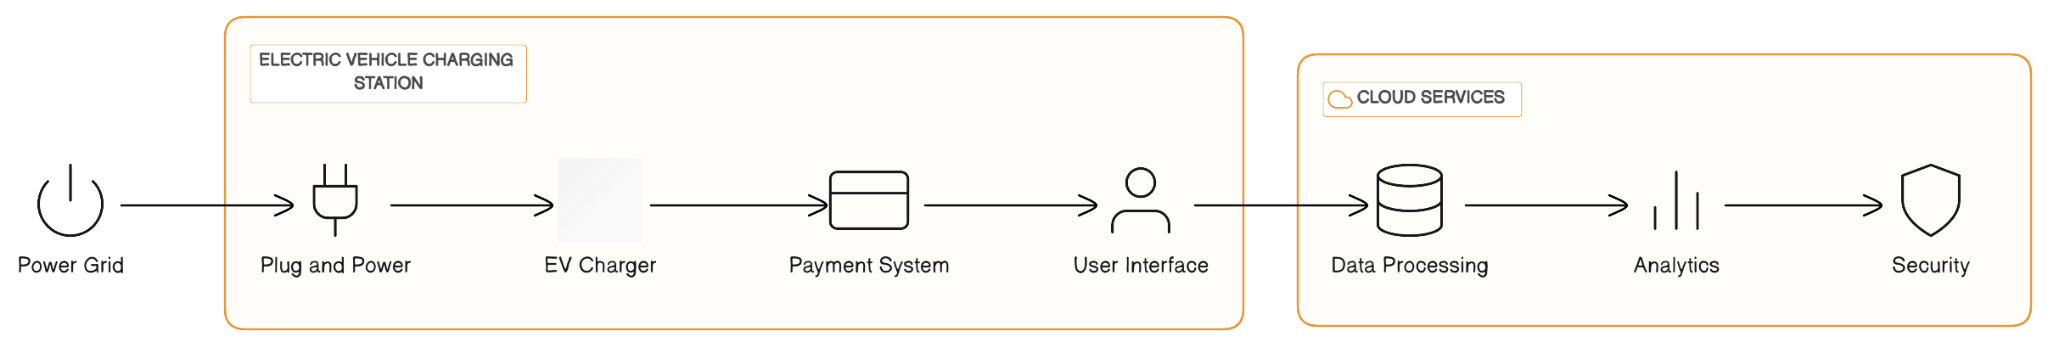 ELECTRIC VEHICLE CHARGING
STATION
CLOUD SERVICES
Power Grid
Plug and Power
EV Charger
Payment System
User Interface
Data Processing
Analytics
Security